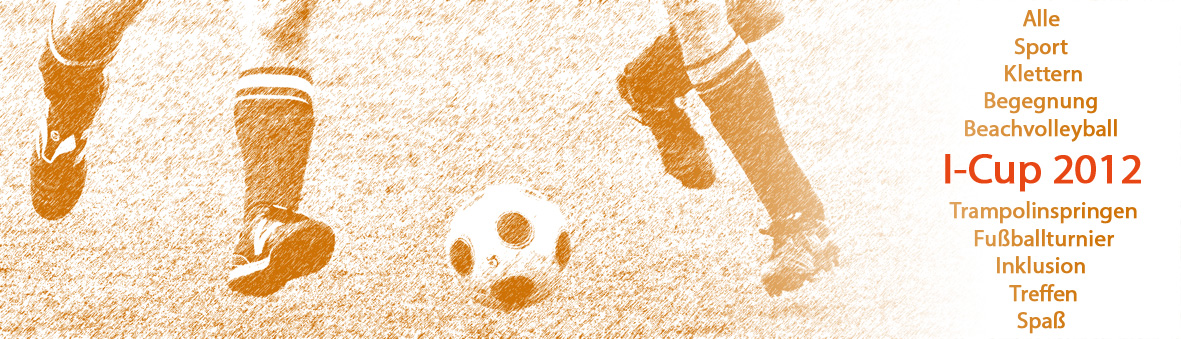 Alle
Sport
Klettern
Begegnung
Beachvolleyball
I-Cup 2012
Trampolinspringen
Fußballturnier
Inklusion
Treffen
Spaß